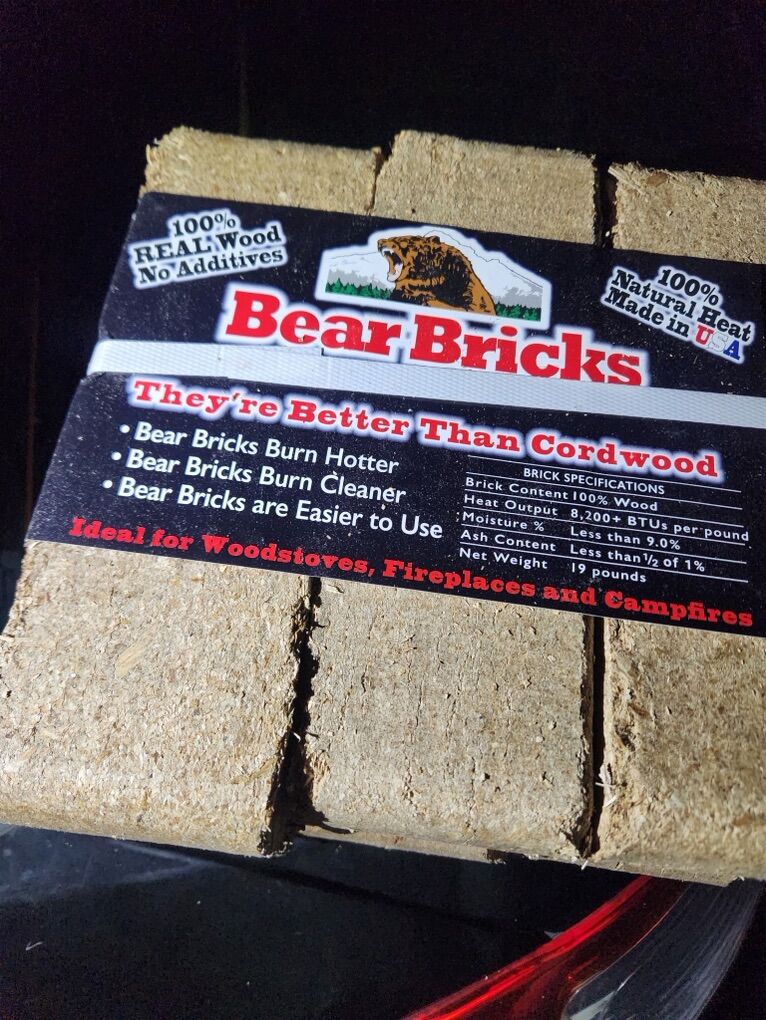 100%
REAL Wood
No Additives
100%
Natural Heat
Made in USA
Bear Bricks
They're Better Than Cordwood
• Bear Bricks Burn Hotter
• Bear Bricks Burn Cleaner
• Bear Bricks are Easier to Use
BRICK SPECIFICATIONS
Brick Content 100% Wood
Heat Output 8,200+ BTUs per pound
Moisture % Less than 9.0%
Ash Content Less than ½ of 1%
Net Weight 19 pounds
Ideal for Woodstoves, Fireplaces and Campfires